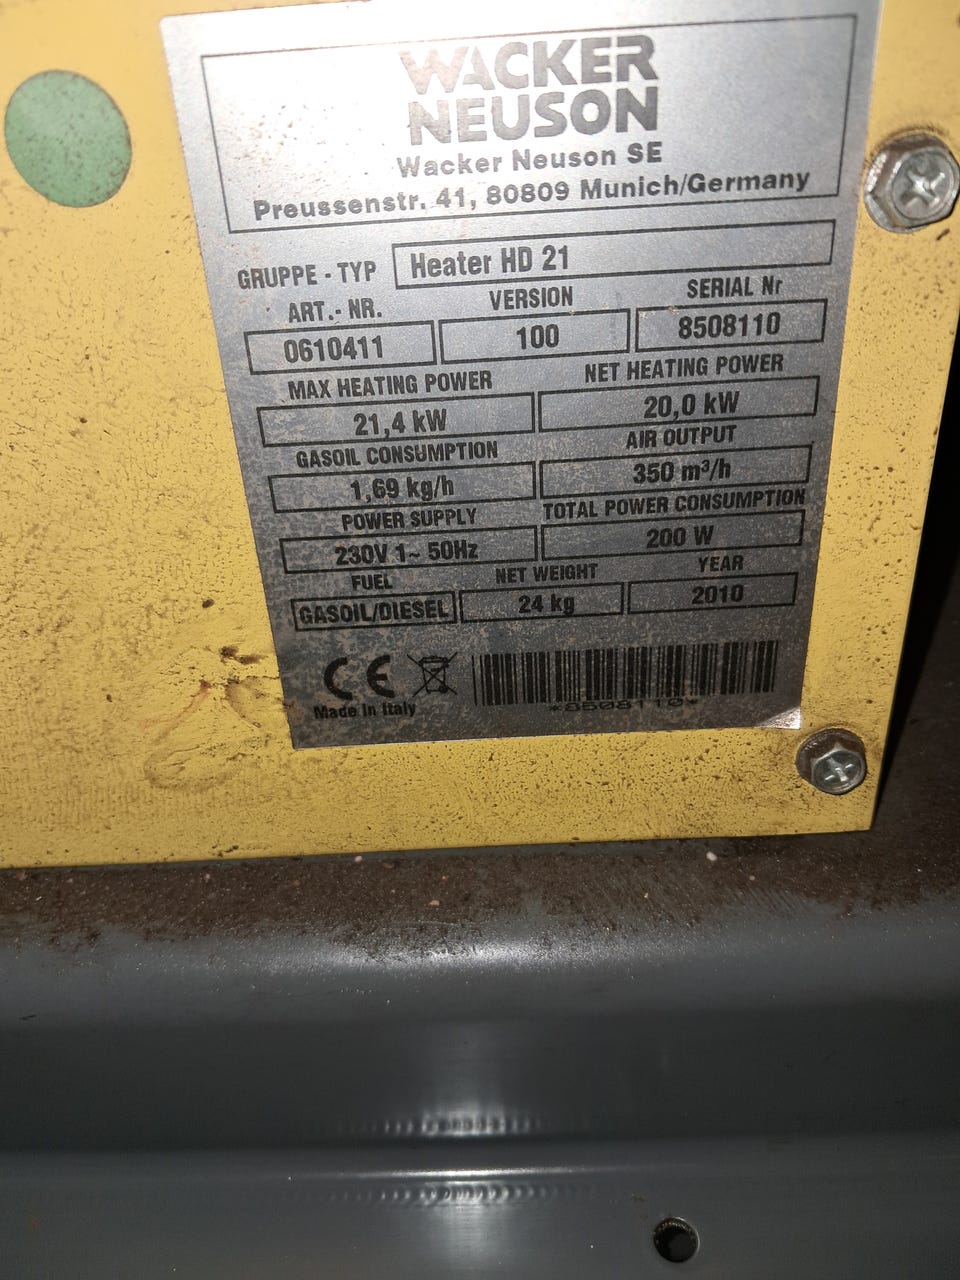 WACKER
NEUSON
Wacker Neuson SE
Preussenstr. 41, 80809 Munich/Germany
GRUPPE - TYP Heater HD 21
ART.- NR. VERSION SERIAL Nr
0610411 100 8508110
MAX HEATING POWER NET HEATING POWER
21,4 kW 20,0 kW
GASOIL CONSUMPTION AIR OUTPUT
1,69 kg/h 350 m³/h
POWER SUPPLY TOTAL POWER CONSUMPTION
230V 1~ 50Hz 200 W
FUEL NET WEIGHT YEAR
GASOIL/DIESEL 24 kg 2010
CE
Made in Italy *8508110*